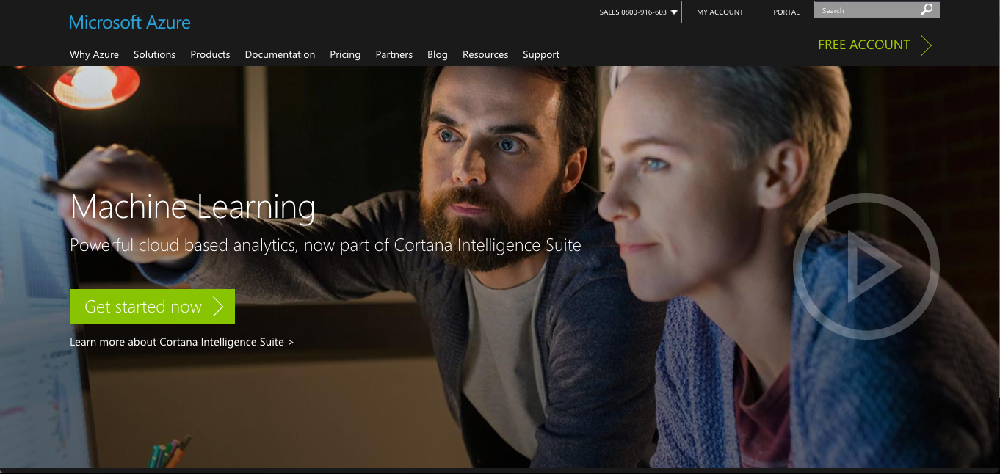 SALES 0800-916-603
MY ACCOUNT
PORTAL
Search
Microsoft Azure
FREE ACCOUNT
Why Azure Solutions Products Documentation Pricing Partners Blog Resources Support
Machine Learning
Powerful cloud based analytics, now part of Cortana Intelligence Suite
Get started now
Learn more about Cortana Intelligence Suite >